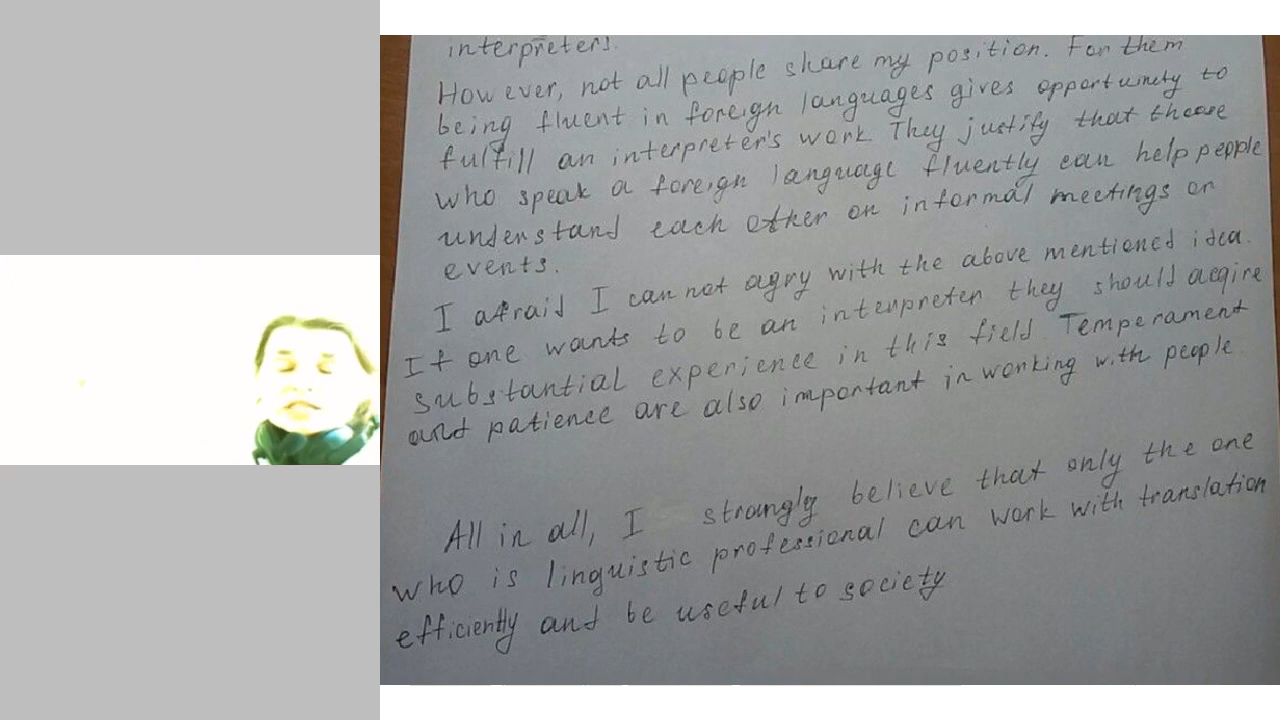 interpreters.
However, not all people share my position. For them
being fluent in foreign languages gives opportunity to
fulfill an interpreter's work They justify that those
who speak a foreign language fluently can help people
understand each other on informal meetings or
events.
I afraid I can not agry with the above mentioned idea.
If one wants to be an interpreter they should acqire
substantial experience in this field Temperament
and patience are also important in working with people
All in all, I strongly believe that only the one
who is linguistic professional can work with translation
efficiently and be useful to society